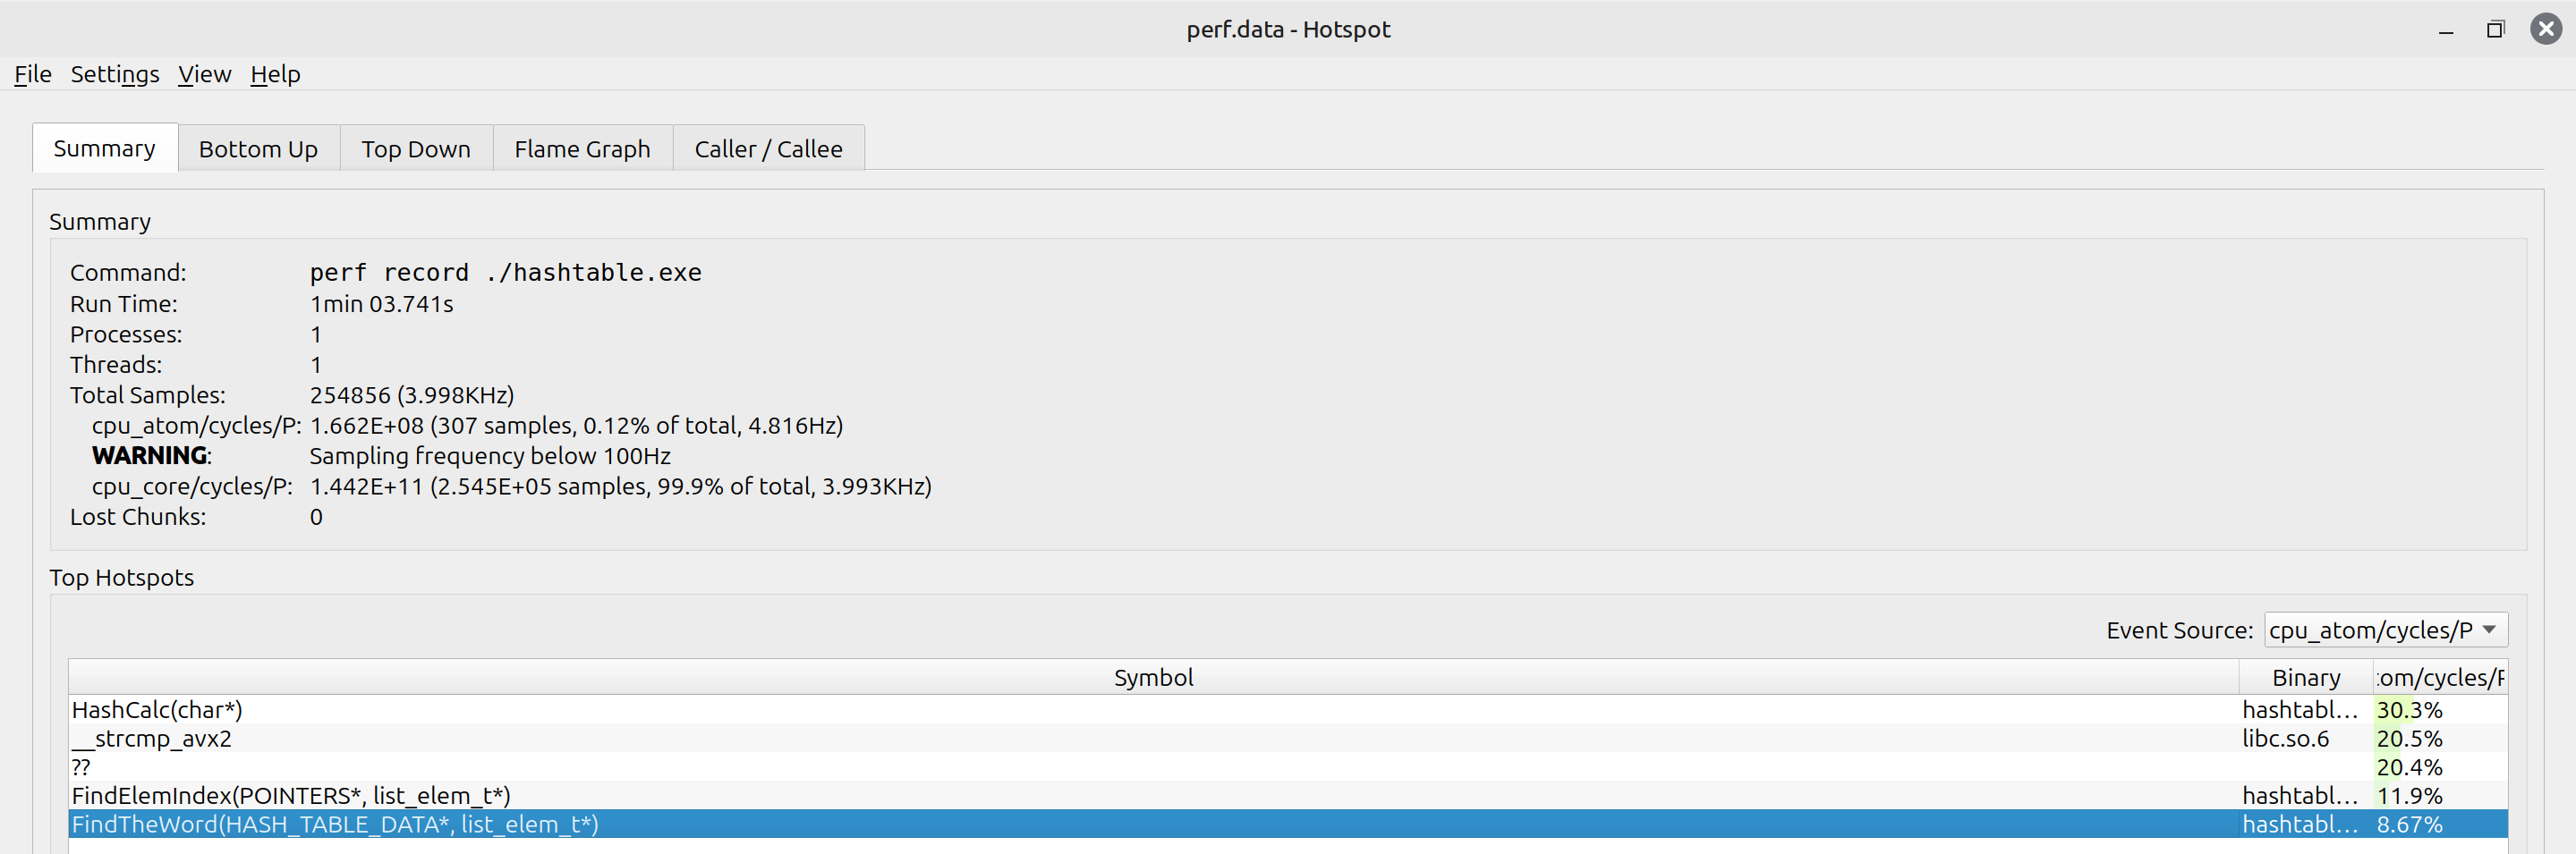 perf.data - Hotspot
File Settings View Help
Summary Bottom Up Top Down Flame Graph Caller / Callee
Summary
Command: perf record ./hashtable.exe
Run Time: 1min 03.741s
Processes: 1
Threads: 1
Total Samples: 254856 (3.998KHz)
cpu_atom/cycles/P: 1.662E+08 (307 samples, 0.12% of total, 4.816Hz)
WARNING: Sampling frequency below 100Hz
cpu_core/cycles/P: 1.442E+11 (2.545E+05 samples, 99.9% of total, 3.993KHz)
Lost Chunks: 0
Top Hotspots
Event Source: cpu_atom/cycles/P
Symbol Binary :om/cycles/F
HashCalc(char*) hashtabl... 30.3%
__strcmp_avx2 libc.so.6 20.5%
?? 20.4%
FindElemIndex(POINTERS*, list_elem_t*) hashtabl... 11.9%
FindTheWord(HASH_TABLE_DATA*, list_elem_t*) hashtabl... 8.67%